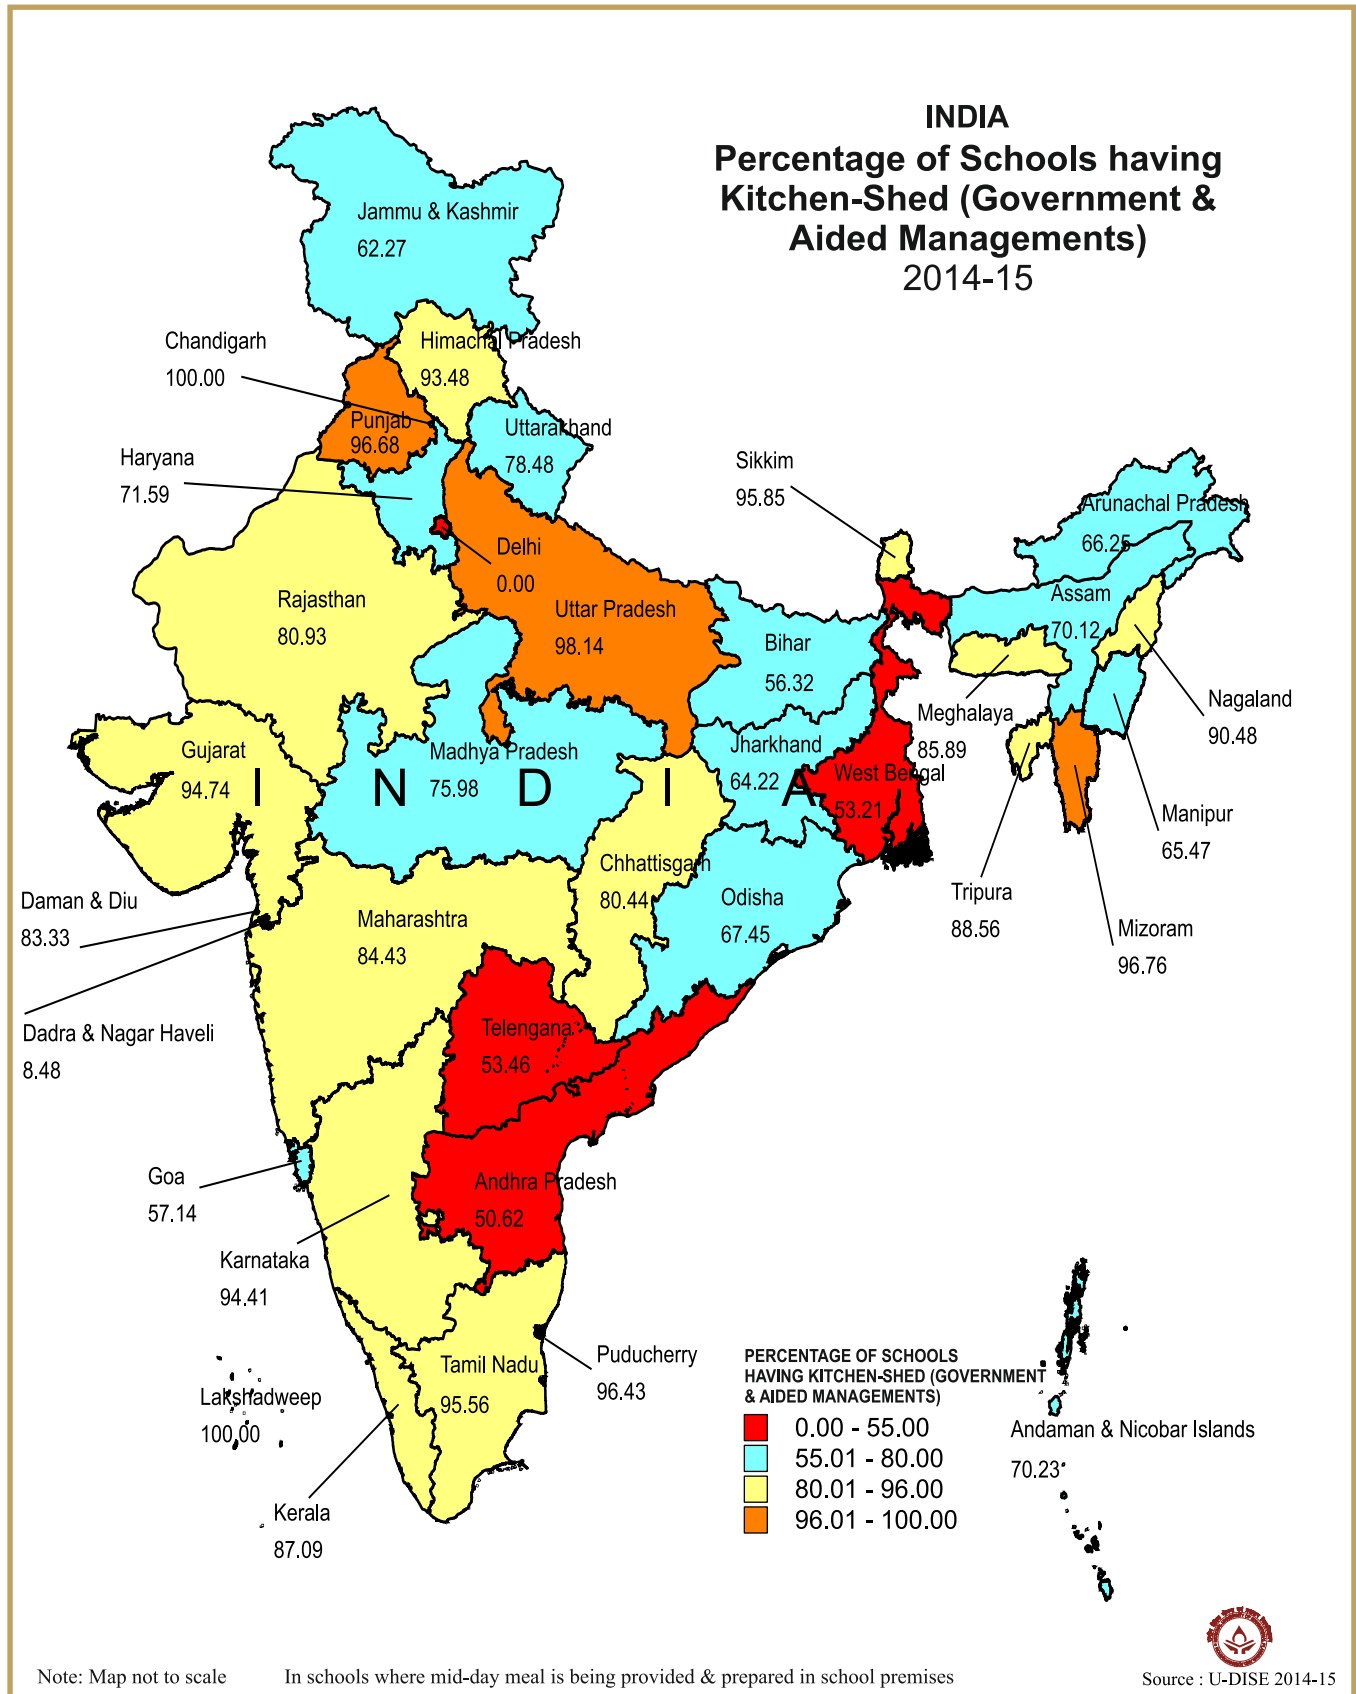 INDIA
Percentage of Schools having
Kitchen-Shed (Government &
Aided Managements)
2014-15
Jammu & Kashmir
62.27
Chandigarh
100.00
Himachal Pradesh
93.48
Punjab
96.68
Uttarakhand
78.48
Haryana
71.59
Sikkim
95.85
Arunachal Pradesh
66.25
Delhi
0.00
Rajasthan
80.93
Uttar Pradesh
98.14
Assam
70.12
Bihar
56.32
Nagaland
90.48
Meghalaya
85.89
Gujarat
94.74
Madhya Pradesh
75.98
Jharkhand
64.22
West Bengal
53.21
I N D I A
Manipur
65.47
Chhattisgarh
80.44
Tripura
88.56
Odisha
67.45
Daman & Diu
83.33
Maharashtra
84.43
Mizoram
96.76
Dadra & Nagar Haveli
8.48
Telengana
53.46
Goa
57.14
Andhra Pradesh
50.62
Karnataka
94.41
Puducherry
96.43
Tamil Nadu
95.56
Lakshadweep
100.00
Kerala
87.09
Andaman & Nicobar Islands
70.23
PERCENTAGE OF SCHOOLS
HAVING KITCHEN-SHED (GOVERNMENT
& AIDED MANAGEMENTS)
0.00 - 55.00
55.01 - 80.00
80.01 - 96.00
96.01 - 100.00
Note: Map not to scale
In schools where mid-day meal is being provided & prepared in school premises
Source : U-DISE 2014-15